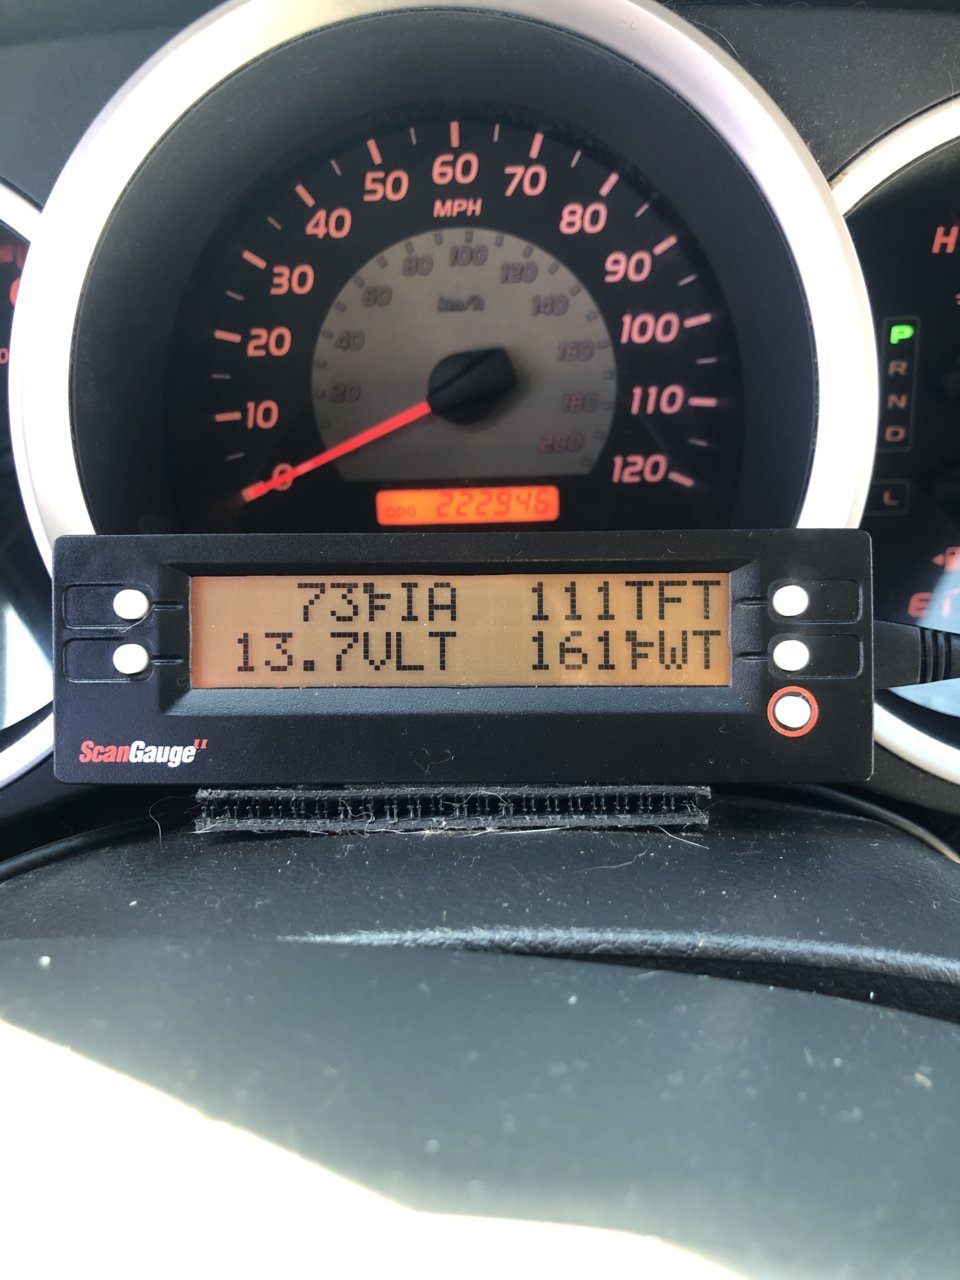 60
50 70
MPH
40 80
100
80 120
30 90
60 km/h 140
20 40 160 100
20 180
10 110
200
0 120
ODO 222946
H
P
R
N
D
L
73°FIA 111TFT
13.7VLT 161°FWT
ScanGauge II